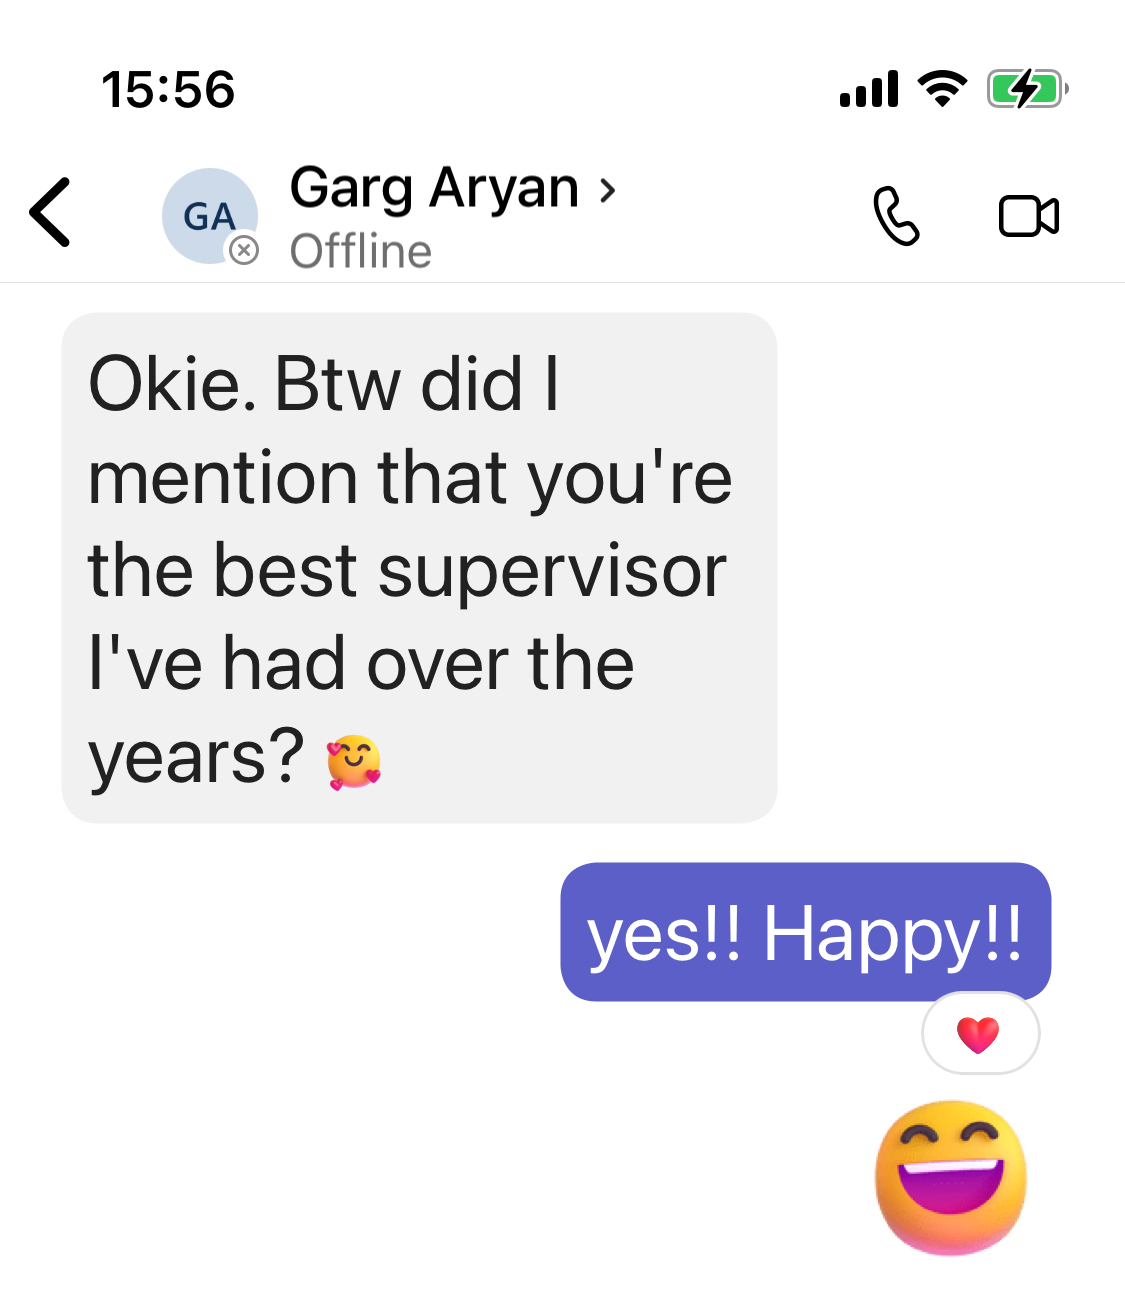 15:56
GA
Garg Aryan
Offline
Okie. Btw did I
mention that you're
the best supervisor
I've had over the
years? 🥰
yes!! Happy!!
❤️
😄